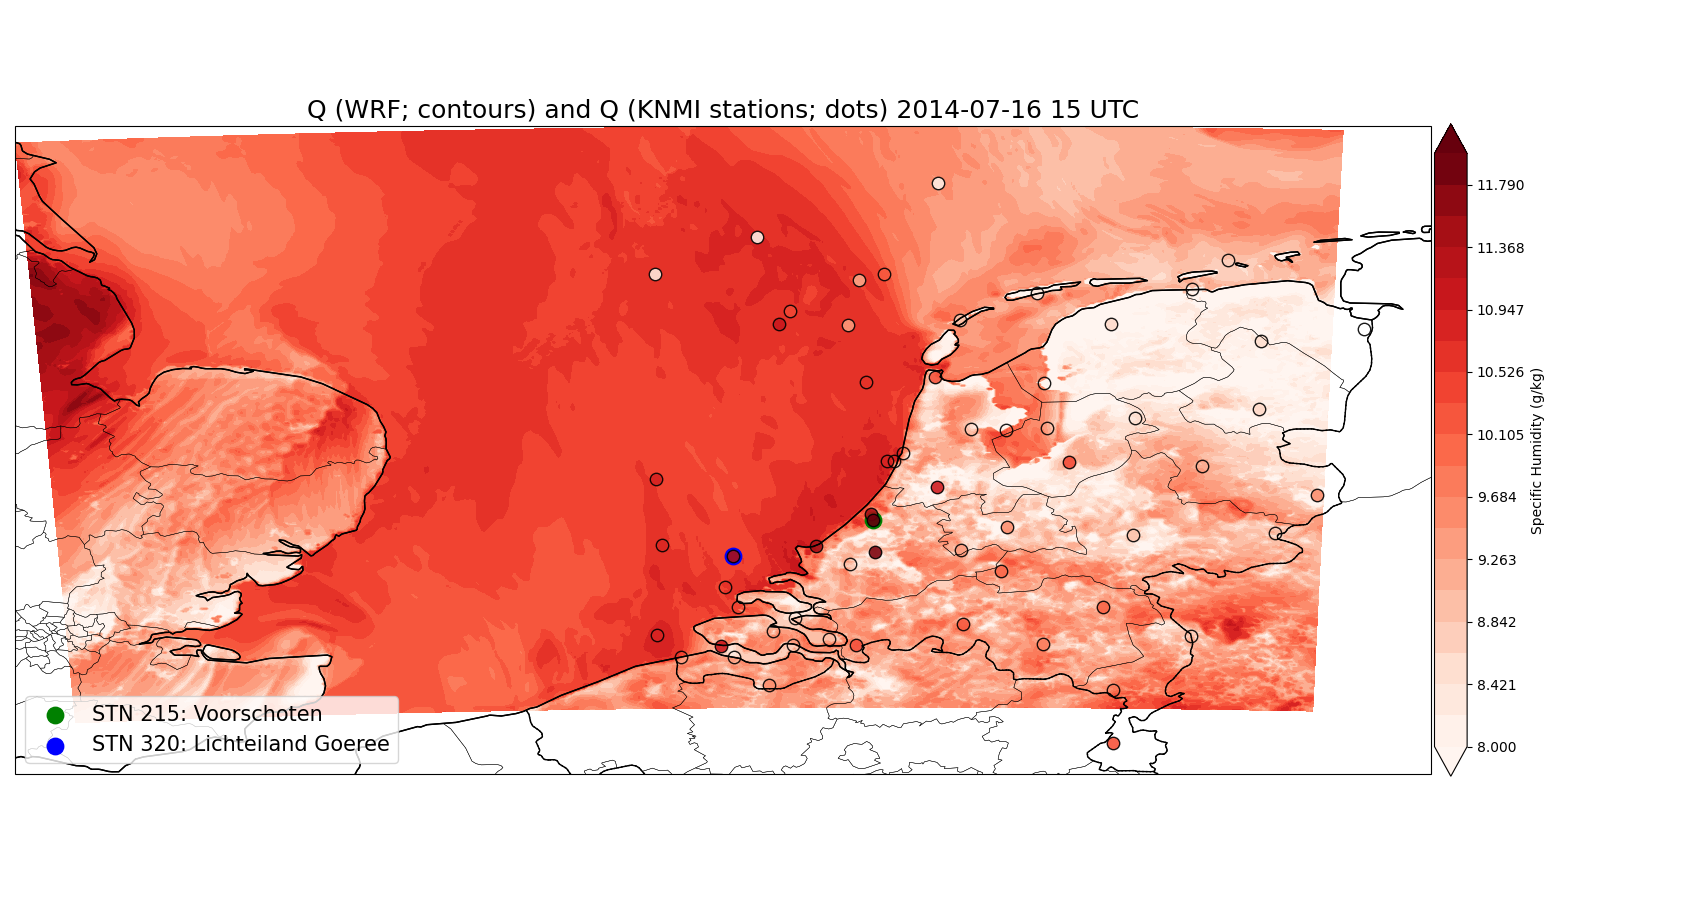 Q (WRF; contours) and Q (KNMI stations; dots) 2014-07-16 15 UTC
11.790
11.368
10.947
10.526
10.105
9.684
9.263
8.842
8.421
8.000
Specific Humidity (g/kg)
STN 215: Voorschoten
STN 320: Lichteiland Goeree